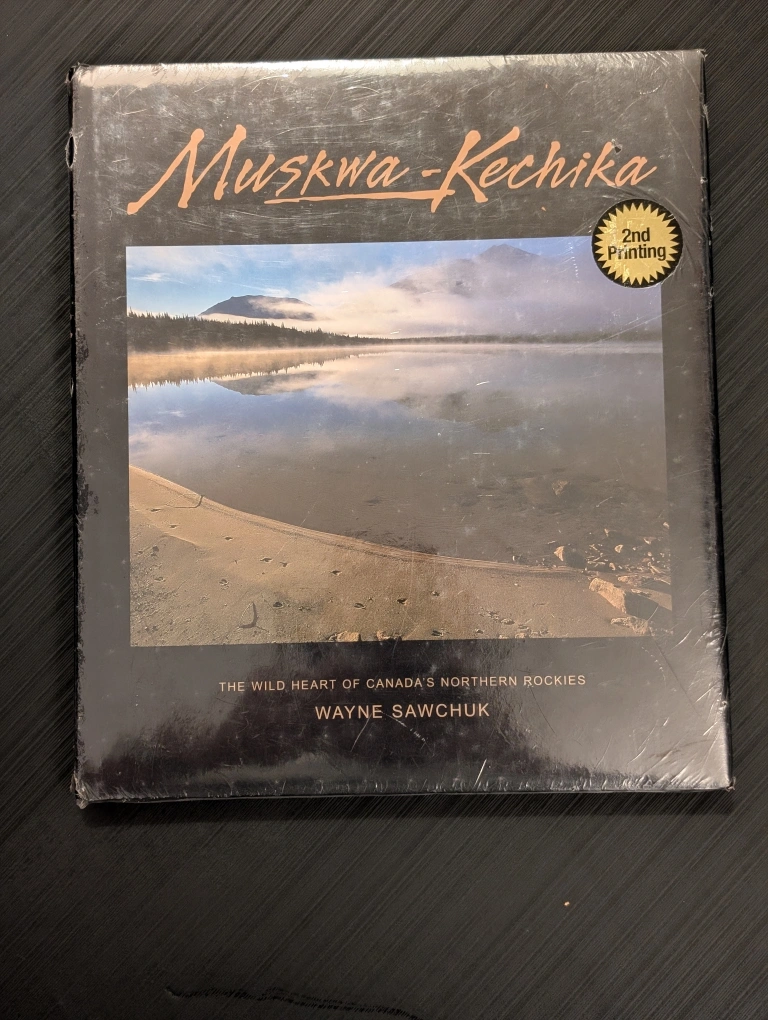 Muskwa-Kechika
2nd
Printing
THE WILD HEART OF CANADA'S NORTHERN ROCKIES
WAYNE SAWCHUK